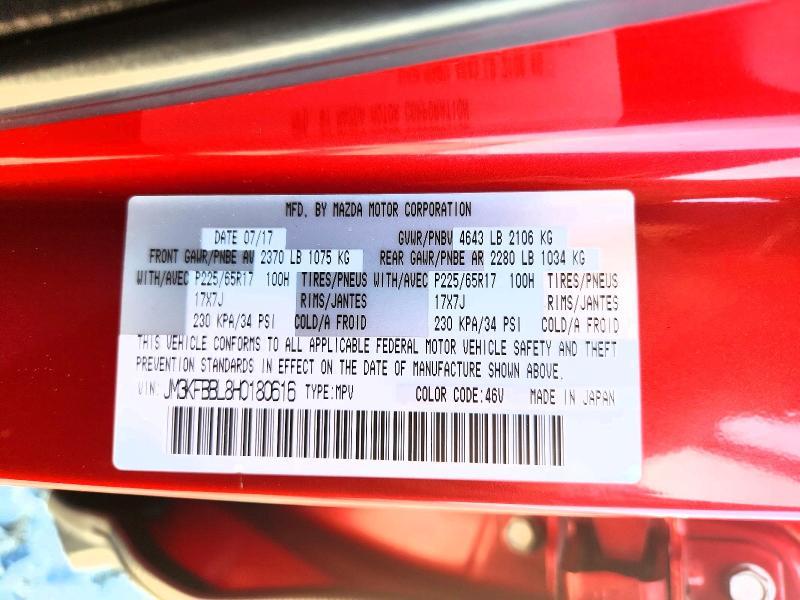 MFD. BY MAZDA MOTOR CORPORATION
DATE 07/17 GVWR/PNBV 4643 LB 2106 KG
FRONT GAWR/PNBE AV 2370 LB 1075 KG REAR GAWR/PNBE AR 2280 LB 1034 KG
WITH/AVEC P225/65R17 100H TIRES/PNEUS WITH/AVEC P225/65R17 100H TIRES/PNEUS
17X7J RIMS/JANTES 17X7J RIMS/JANTES
230 KPA/34 PSI COLD/A FROID 230 KPA/34 PSI COLD/A FROID
THIS VEHICLE CONFORMS TO ALL APPLICABLE FEDERAL MOTOR VEHICLE SAFETY AND THEFT
PREVENTION STANDARDS IN EFFECT ON THE DATE OF MANUFACTURE SHOWN ABOVE.
VIN: JM3KFBBL8H0180616 TYPE:MPV COLOR CODE:46V MADE IN JAPAN